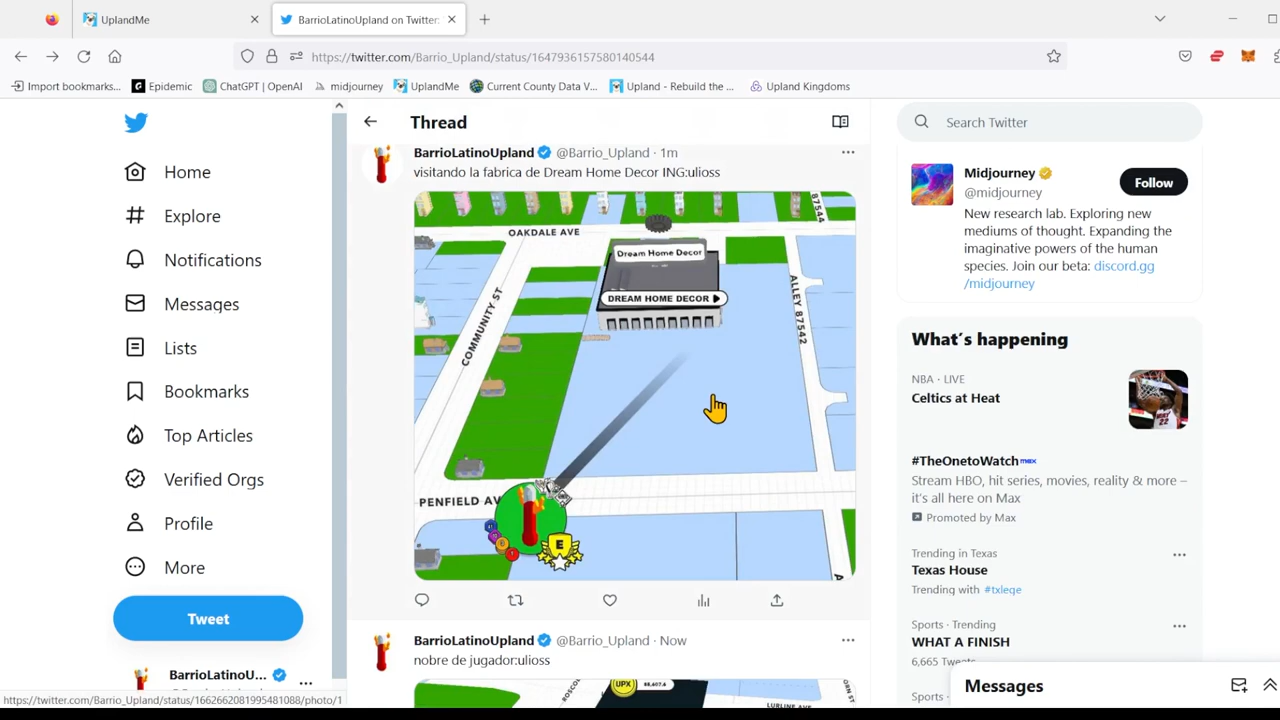 UplandMe
BarrioLatinoUpland on Twitter:
https://twitter.com/Barrio_Upland/status/1647936157580140544
Import bookmarks...
Epidemic
ChatGPT | OpenAI
midjourney
UplandMe
Current County Data V...
Upland - Rebuild the ...
Upland Kingdoms
Home
Explore
Notifications
Messages
Lists
Bookmarks
Top Articles
Verified Orgs
Profile
More
Tweet
BarrioLatinoU...
https://twitter.com/Barrio_Upland/status/1662662081995481088/photo/1
Thread
BarrioLatinoUpland @Barrio_Upland · 1m
visitando la fabrica de Dream Home Decor ING:ulioss
OAKDALE AVE
87544
Dream Home Decor
DREAM HOME DECOR
COMMUNITY ST
ALLEY 87542
PENFIELD AV
E
BarrioLatinoUpland @Barrio_Upland · Now
nobre de jugador:ulioss
UPX
LURLINE AVE
Search Twitter
Midjourney
@midjourney
Follow
New research lab. Exploring new
mediums of thought. Expanding the
imaginative powers of the human
species. Join our beta: discord.gg
/midjourney
What's happening
NBA · LIVE
Celtics at Heat
#TheOnetoWatch max
Stream HBO, hit series, movies, reality & more –
it's all here on Max
Promoted by Max
Trending in Texas
Texas House
Trending with #txlege
Sports · Trending
WHAT A FINISH
6,665 Tweets
Sports ·
Messages